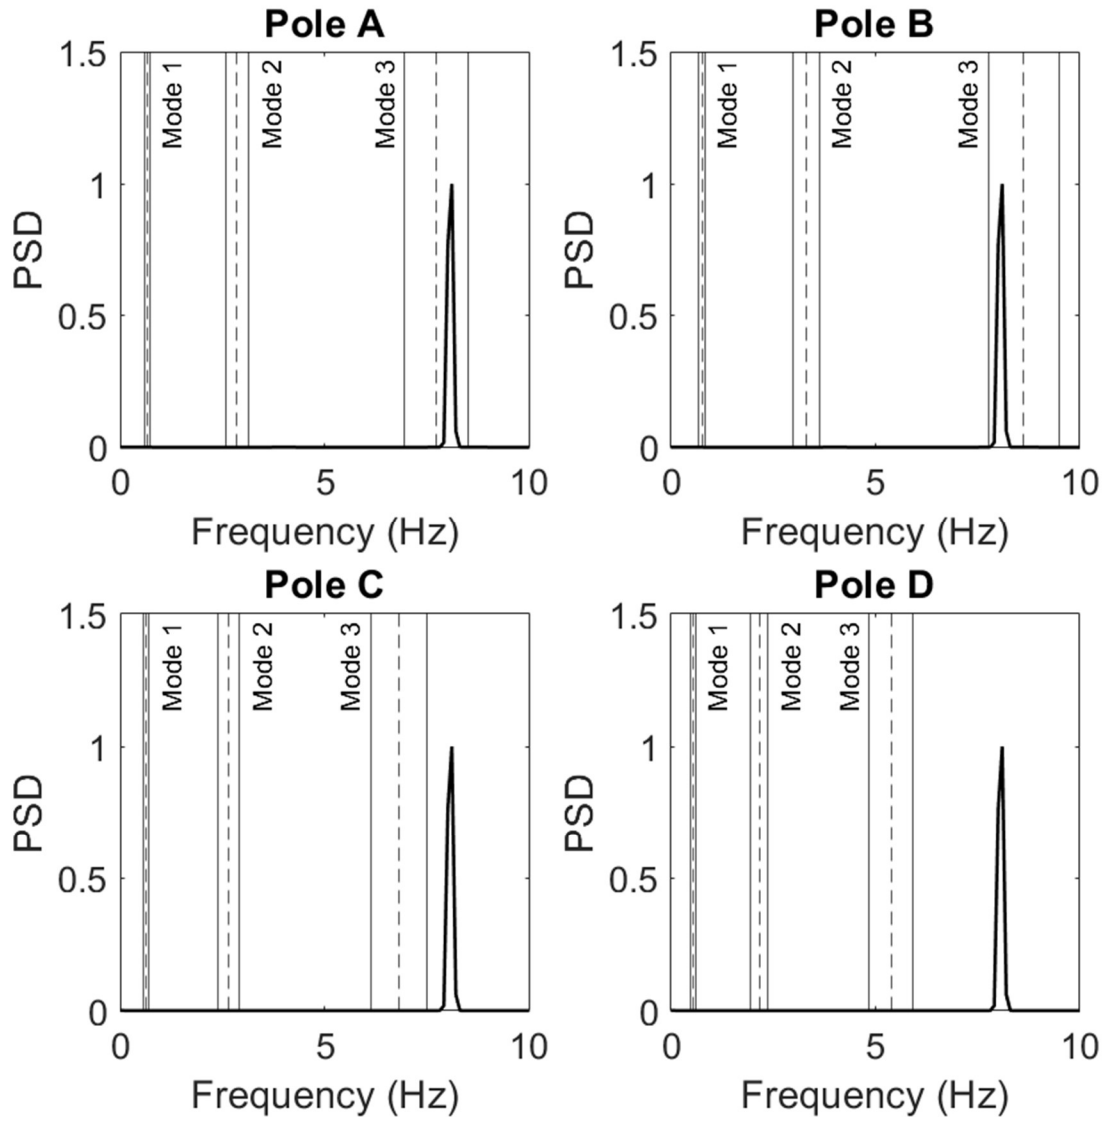 Pole A
1.5
1
0.5
0
PSD
Mode 1
Mode 2
Mode 3
0 5 10
Frequency (Hz)
Pole B
1.5
1
0.5
0
PSD
Mode 1
Mode 2
Mode 3
0 5 10
Frequency (Hz)
Pole C
1.5
1
0.5
0
PSD
Mode 1
Mode 2
Mode 3
0 5 10
Frequency (Hz)
Pole D
1.5
1
0.5
0
PSD
Mode 1
Mode 2
Mode 3
0 5 10
Frequency (Hz)